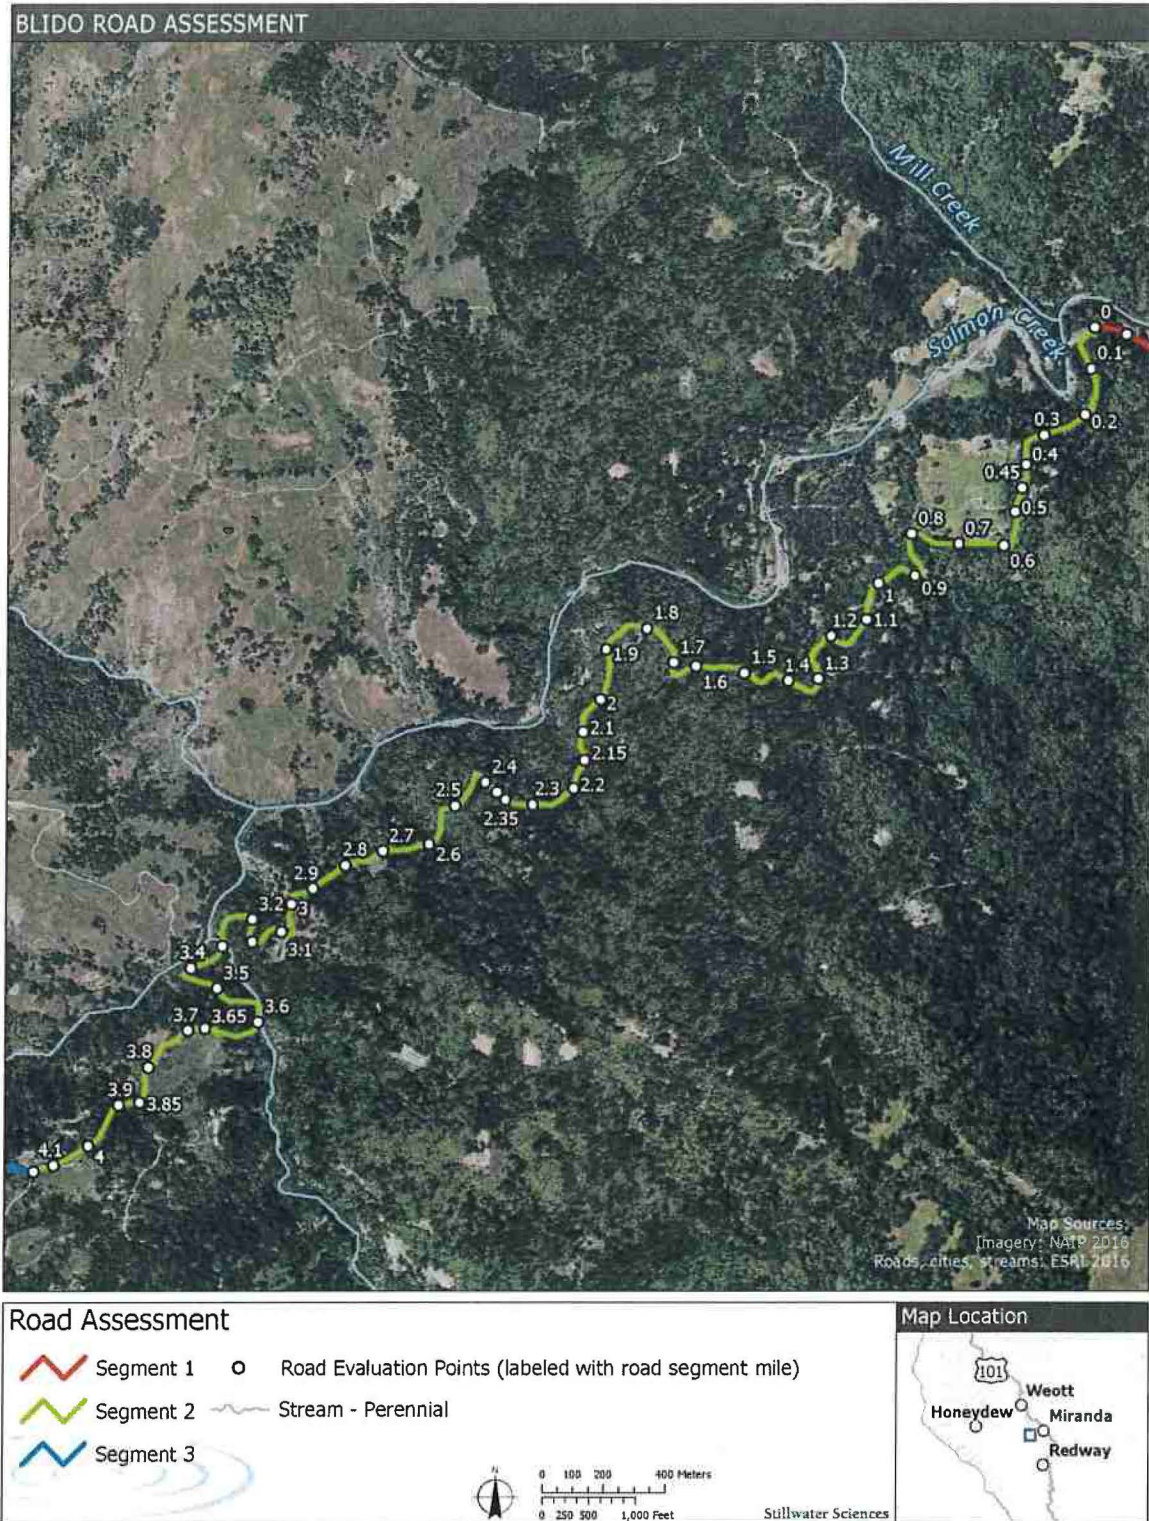 BLIDO ROAD ASSESSMENT
Mill Creek
Salmon Creek
0
0.1
0.2
0.3
0.4
0.45
0.5
0.6
0.7
0.8
0.9
1
1.1
1.2
1.3
1.4
1.5
1.6
1.7
1.8
1.9
2
2.1
2.15
2.2
2.3
2.35
2.4
2.5
2.6
2.7
2.8
2.9
3
3.1
3.2
3.4
3.5
3.6
3.65
3.7
3.8
3.85
3.9
4
4.1
Map Sources:
Imagery: NAIP 2016
Roads, cities, streams: ESRI 2016
Road Assessment
Segment 1
Road Evaluation Points (labeled with road segment mile)
Segment 2
Stream - Perennial
Segment 3
N
0 100 200 400 Meters
0 250 500 1,000 Feet
Stillwater Sciences
Map Location
101
Weott
Honeydew
Miranda
Redway